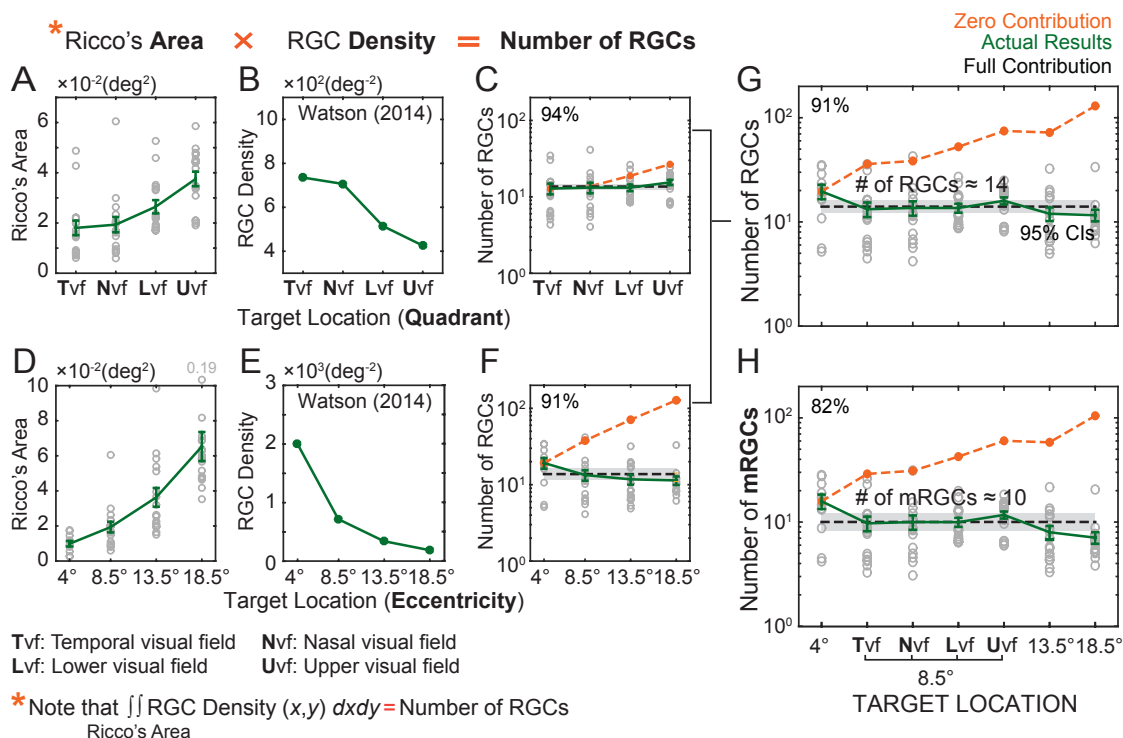 *Ricco's Area × RGC Density = Number of RGCs
Zero Contribution
Actual Results
Full Contribution
A
×10-2(deg2)
Ricco's Area
6
4
2
0
Tvf Nvf Lvf Uvf
B
×102(deg-2)
Watson (2014)
RGC Density
8
6
4
Tvf Nvf Lvf Uvf
C
94%
Number of RGCs
102
101
100
Tvf Nvf Lvf Uvf
Target Location (Quadrant)
D
×10-2(deg2)
0.19
Ricco's Area
10
8
6
4
2
0
4° 8.5° 13.5° 18.5°
E
×103(deg-2)
Watson (2014)
RGC Density
3
2
1
0
4° 8.5° 13.5° 18.5°
F
91%
Number of RGCs
102
101
100
4° 8.5° 13.5° 18.5°
Target Location (Eccentricity)
G
91%
Number of RGCs
102
101
100
# of RGCs ≈ 14
95% CIs
H
82%
Number of mRGCs
102
101
100
# of mRGCs ≈ 10
4° Tvf Nvf Lvf Uvf 13.5° 18.5°
8.5°
TARGET LOCATION
Tvf: Temporal visual field Nvf: Nasal visual field
Lvf: Lower visual field Uvf: Upper visual field
*Note that ∬ RGC Density (x,y) dxdy = Number of RGCs
Ricco's Area